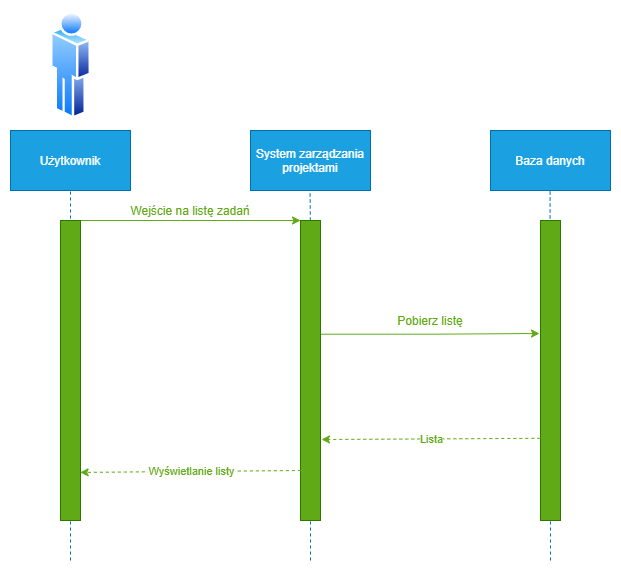 Użytkownik
System zarządzania
projektami
Baza danych
Wejście na listę zadań
Pobierz listę
Lista
Wyświetlanie listy